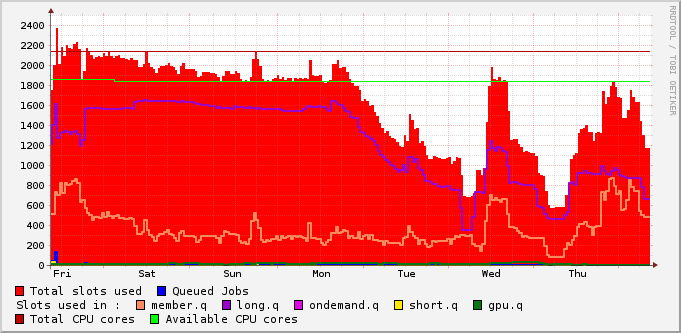 2400
2200
2000
1800
1600
1400
1200
1000
800
600
400
200
0
Fri Sat Sun Mon Tue Wed Thu
Total slots used Queued Jobs
Slots used in : member.q long.q ondemand.q short.q gpu.q
Total CPU cores Available CPU cores
RRDTOOL / TOBI OETIKER